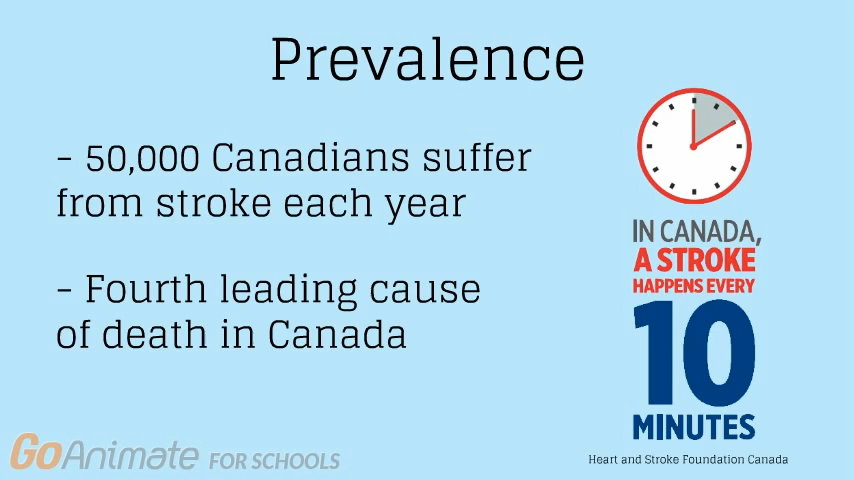 Prevalence
- 50,000 Canadians suffer
from stroke each year
- Fourth leading cause
of death in Canada
IN CANADA,
A STROKE
HAPPENS EVERY
10
MINUTES
Heart and Stroke Foundation Canada
GoAnimate FOR SCHOOLS